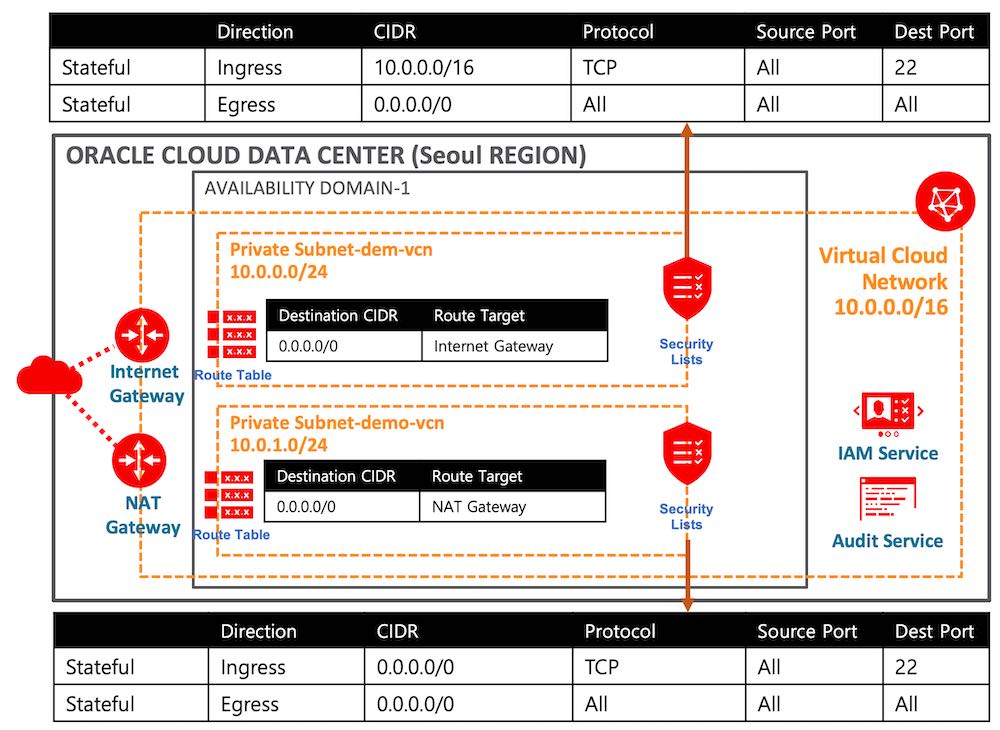 Direction CIDR Protocol Source Port Dest Port
Stateful Ingress 10.0.0.0/16 TCP All 22
Stateful Egress 0.0.0.0/0 All All All
ORACLE CLOUD DATA CENTER (Seoul REGION)
AVAILABILITY DOMAIN-1
Private Subnet-dem-vcn
10.0.0.0/24
Virtual Cloud
Network
10.0.0.0/16
x.x.x
x.x.x
x.x.x
Route Table
Destination CIDR Route Target
0.0.0.0/0 Internet Gateway
Security
Lists
Internet
Gateway
Private Subnet-demo-vcn
10.0.1.0/24
x.x.x
x.x.x
x.x.x
Route Table
Destination CIDR Route Target
0.0.0.0/0 NAT Gateway
Security
Lists
NAT
Gateway
IAM Service
Audit Service
Direction CIDR Protocol Source Port Dest Port
Stateful Ingress 0.0.0.0/0 TCP All 22
Stateful Egress 0.0.0.0/0 All All All